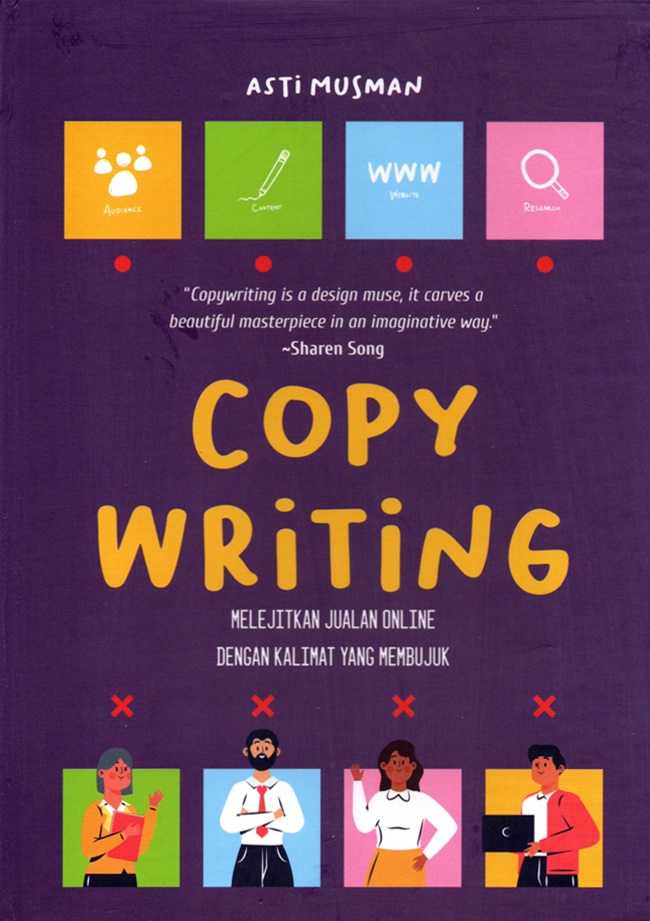 ASTi MUSMAN
AUDIENCE
CONTENT
WWW
WEBSITE
RESEARCH
"Copywriting is a design muse, it carves a
beautiful masterpiece in an imaginative way."
~Sharen Song
COPY
WRiTiNG
MELEJITKAN JUALAN ONLINE
DENGAN KALIMAT YANG MEMBUJUK